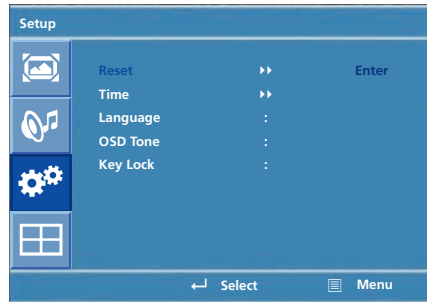 Setup
Reset Enter
Time
Language :
OSD Tone :
Key Lock :
Select Menu